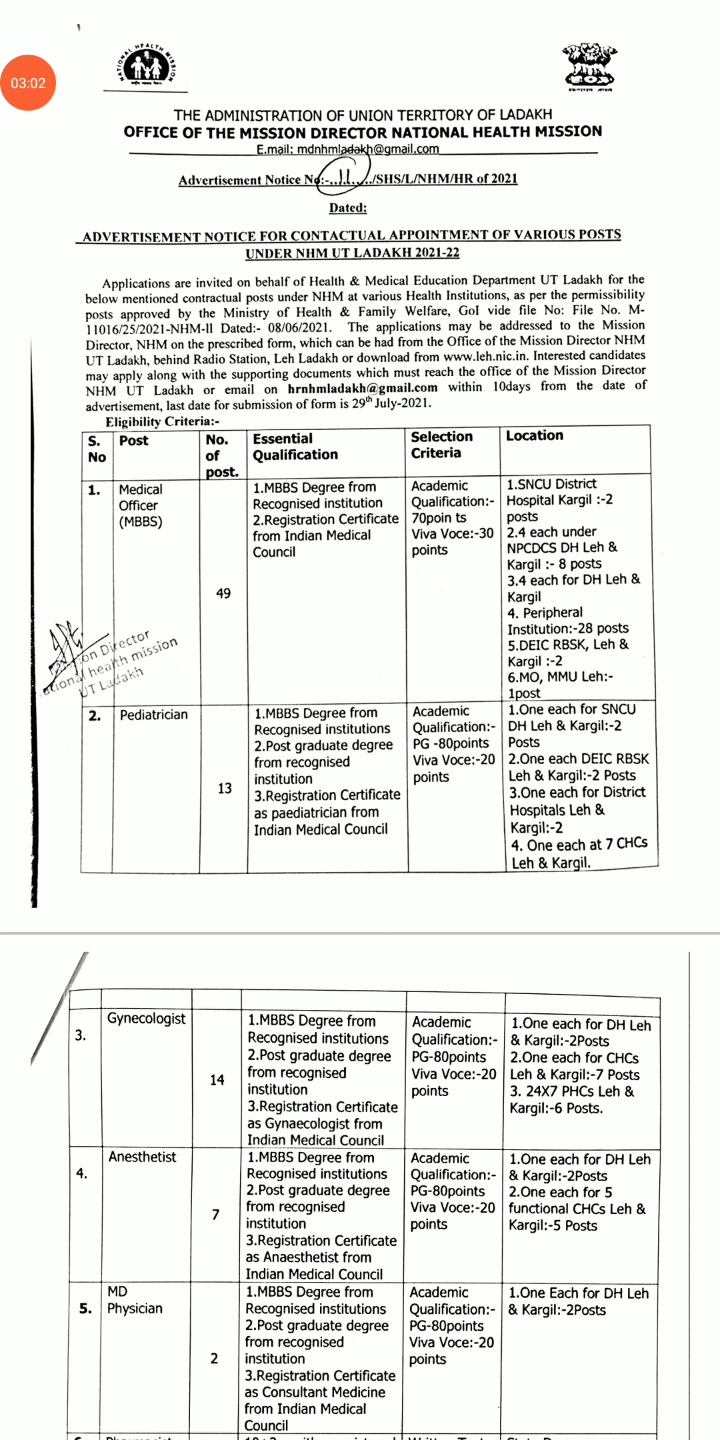 03:02
NATIONAL HEALTH MISSION
THE ADMINISTRATION OF UNION TERRITORY OF LADAKH
OFFICE OF THE MISSION DIRECTOR NATIONAL HEALTH MISSION
E.mail: mdnhmladakh@gmail.com
Advertisement Notice No:-..11.../SHS/L/NHM/HR of 2021
Dated:
ADVERTISEMENT NOTICE FOR CONTACTUAL APPOINTMENT OF VARIOUS POSTS
UNDER NHM UT LADAKH 2021-22
Applications are invited on behalf of Health & Medical Education Department UT Ladakh for the
below mentioned contractual posts under NHM at various Health Institutions, as per the permissibility
posts approved by the Ministry of Health & Family Welfare, GoI vide file No: File No. M-
11016/25/2021-NHM-II Dated:- 08/06/2021. The applications may be addressed to the Mission
Director, NHM on the prescribed form, which can be had from the Office of the Mission Director NHM
UT Ladakh, behind Radio Station, Leh Ladakh or download from www.leh.nic.in. Interested candidates
may apply along with the supporting documents which must reach the office of the Mission Director
NHM UT Ladakh or email on hrnhmladakh@gmail.com within 10days from the date of
advertisement, last date for submission of form is 29th July-2021.
Eligibility Criteria:-
S. No
Post
No. of post.
Essential Qualification
Selection Criteria
Location
1.
Medical
Officer
(MBBS)
49
1.MBBS Degree from
Recognised institution
2.Registration Certificate
from Indian Medical
Council
Academic
Qualification:-
70poin ts
Viva Voce:-30
points
1.SNCU District
Hospital Kargil :-2
posts
2.4 each under
NPCDCS DH Leh &
Kargil :- 8 posts
3.4 each for DH Leh &
Kargil
4. Peripheral
Institution:-28 posts
5.DEIC RBSK, Leh &
Kargil :-2
6.MO, MMU Leh:-
1post
on Director
tional health mission
UT Ladakh
2.
Pediatrician
13
1.MBBS Degree from
Recognised institutions
2.Post graduate degree
from recognised
institution
3.Registration Certificate
as paediatrician from
Indian Medical Council
Academic
Qualification:-
PG -80points
Viva Voce:-20
points
1.One each for SNCU
DH Leh & Kargil:-2
Posts
2.One each DEIC RBSK
Leh & Kargil:-2 Posts
3.One each for District
Hospitals Leh &
Kargil:-2
4. One each at 7 CHCs
Leh & Kargil.
3.
Gynecologist
14
1.MBBS Degree from
Recognised institutions
2.Post graduate degree
from recognised
institution
3.Registration Certificate
as Gynaecologist from
Indian Medical Council
Academic
Qualification:-
PG-80points
Viva Voce:-20
points
1.One each for DH Leh
& Kargil:-2Posts
2.One each for CHCs
Leh & Kargil:-7 Posts
3. 24X7 PHCs Leh &
Kargil:-6 Posts.
4.
Anesthetist
7
1.MBBS Degree from
Recognised institutions
2.Post graduate degree
from recognised
institution
3.Registration Certificate
as Anaesthetist from
Indian Medical Council
Academic
Qualification:-
PG-80points
Viva Voce:-20
points
1.One each for DH Leh
& Kargil:-2Posts
2.One each for 5
functional CHCs Leh &
Kargil:-5 Posts
5.
MD
Physician
2
1.MBBS Degree from
Recognised institutions
2.Post graduate degree
from recognised
institution
3.Registration Certificate
as Consultant Medicine
from Indian Medical
Council
Academic
Qualification:-
PG-80points
Viva Voce:-20
points
1.One Each for DH Leh
& Kargil:-2Posts